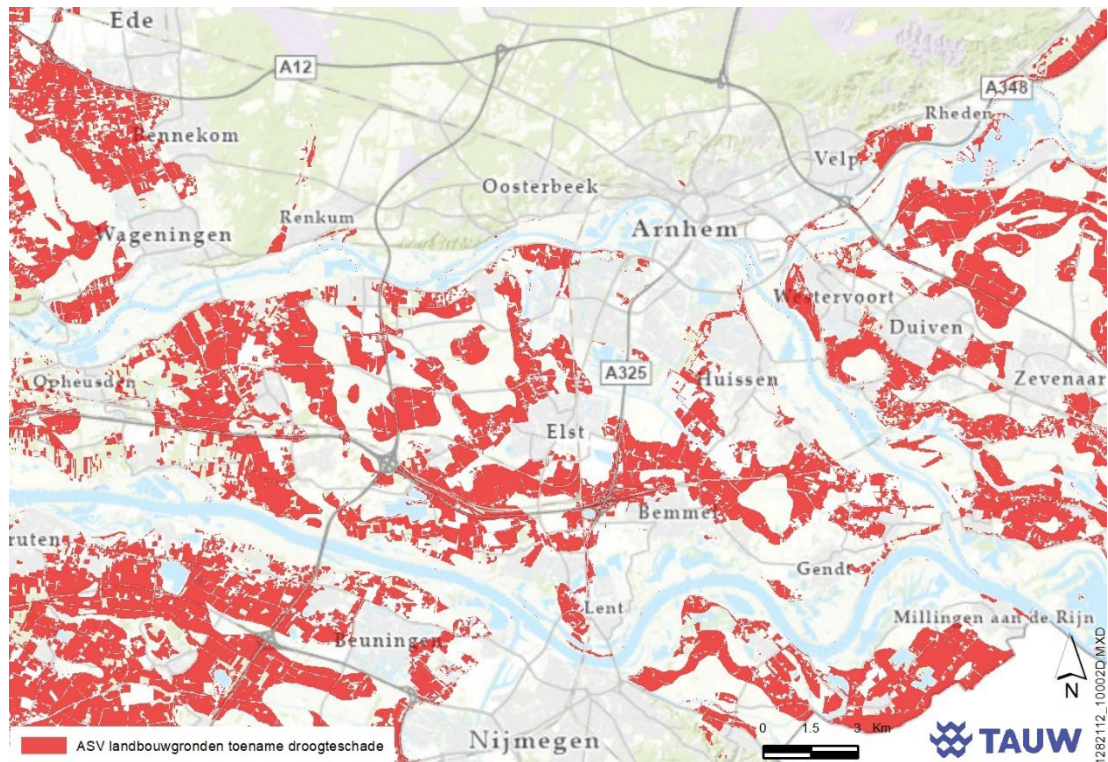 Ede
A12
A348
Rheden
Bennekom
Velp
Oosterbeek
Renkum
Arnhem
Wageningen
Westervoort
Duiven
A325
Opheusden
Huissen
Zevenaar
Elst
Bemmel
ruten
Gendt
Lent
Millingen aan de Rijn
Beuningen
N
0 1.5 3 Km
Nijmegen
ASV landbouwgronden toename droogteschade
TAUW
1282112_10002D.MXD